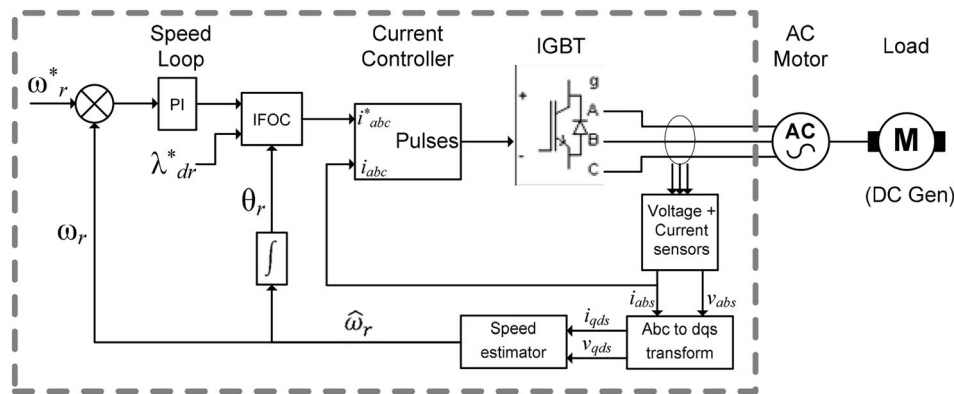 Speed
Loop
Current
Controller
IGBT
AC
Motor
Load
ω*r
PI
IFOC
λ*dr
i*abc
Pulses
iabc
+
-
g
A
B
C
AC
M
(DC Gen)
θr
ωr
∫
Voltage +
Current
sensors
iabs
vabs
ω̂r
Speed
estimator
iqds
vqds
Abc to dqs
transform